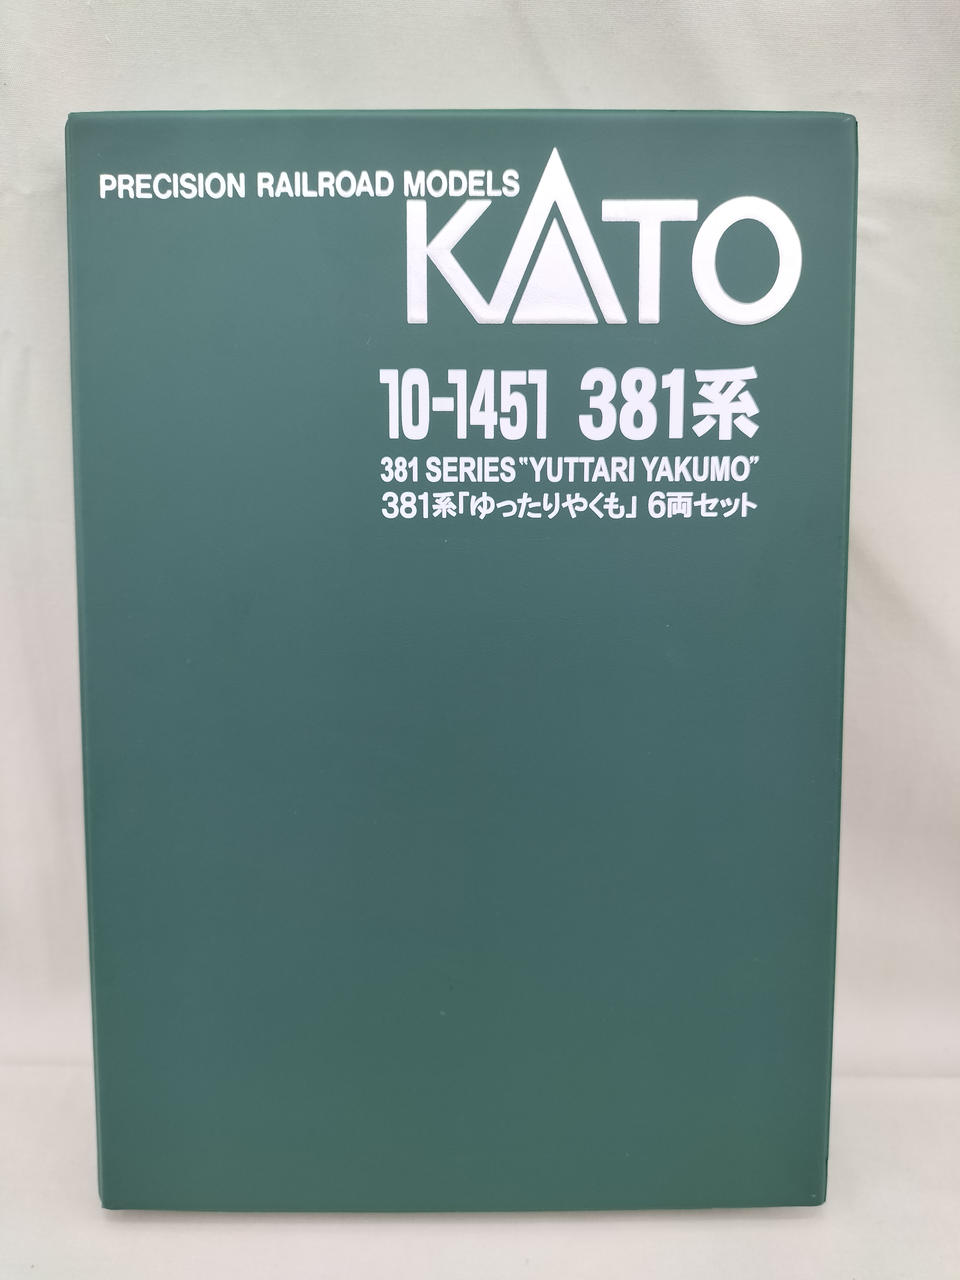 PRECISION RAILROAD MODELS
KATO
10-1451 381系
381 SERIES "YUTTARI YAKUMO"
381系「ゆったりやくも」 6両セット